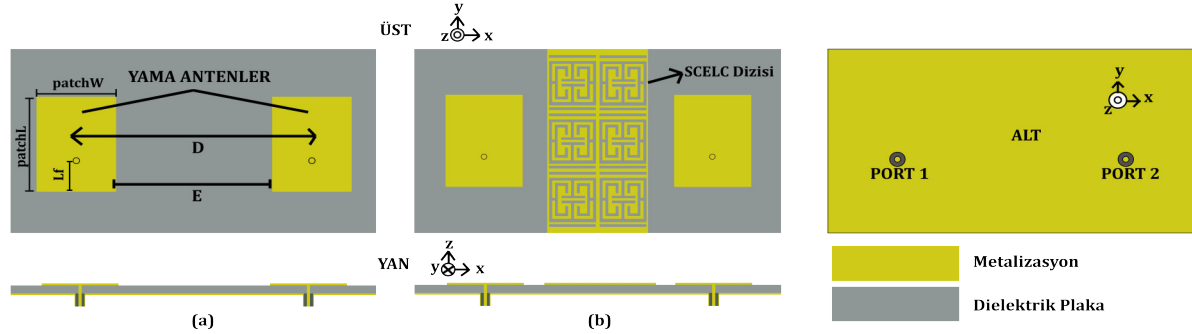 ÜST
y
z x
patchW
YAMA ANTENLER
patchL
D
Lf
E
y
z x
SCELC Dizisi
y
z x
ALT
PORT 1
PORT 2
YAN
z
y x
(a)
(b)
Metalizasyon
Dielektrik Plaka